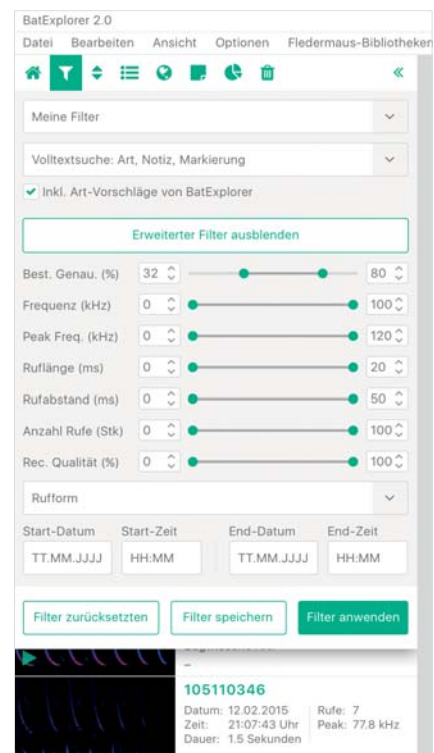 BatExplorer 2.0
Datei Bearbeiten Ansicht Optionen Fledermaus-Bibliotheken
Meine Filter
Volltextsuche: Art, Notiz, Markierung
Inkl. Art-Vorschläge von BatExplorer
Erweiterter Filter ausblenden
Best. Genau. (%) 32 80
Frequenz (kHz) 0 100
Peak Freq. (kHz) 0 120
Ruflänge (ms) 0 20
Rufabstand (ms) 0 50
Anzahl Rufe (Stk) 0 100
Rec. Qualität (%) 0 100
Rufform
Start-Datum Start-Zeit End-Datum End-Zeit
TT.MM.JJJJ HH:MM TT.MM.JJJJ HH:MM
Filter zurücksetzten Filter speichern Filter anwenden
–
105110346
Datum: 12.02.2015 Rufe: 7
Zeit: 21:07:43 Uhr Peak: 77.8 kHz
Dauer: 1.5 Sekunden